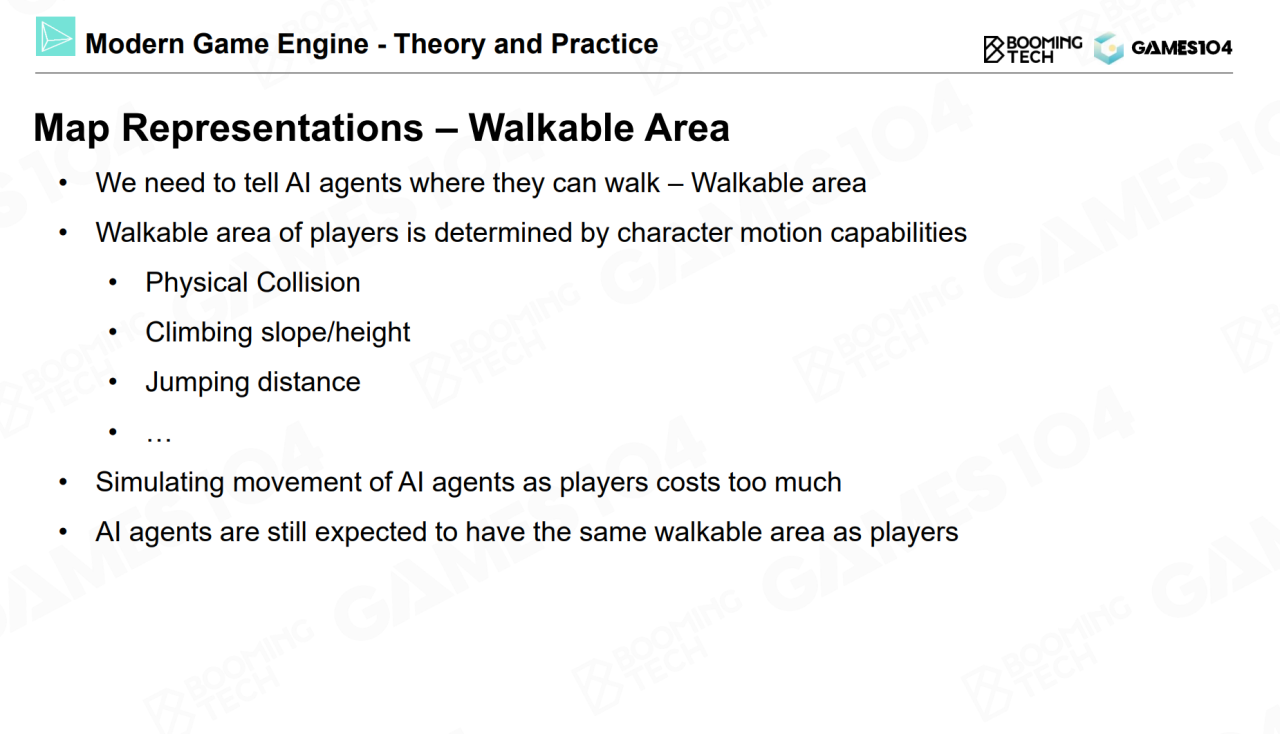 Modern Game Engine - Theory and Practice
BOOMING
TECH
GAMES104
Map Representations – Walkable Area
• We need to tell AI agents where they can walk – Walkable area
• Walkable area of players is determined by character motion capabilities
• Physical Collision
• Climbing slope/height
• Jumping distance
• …
• Simulating movement of AI agents as players costs too much
• AI agents are still expected to have the same walkable area as players